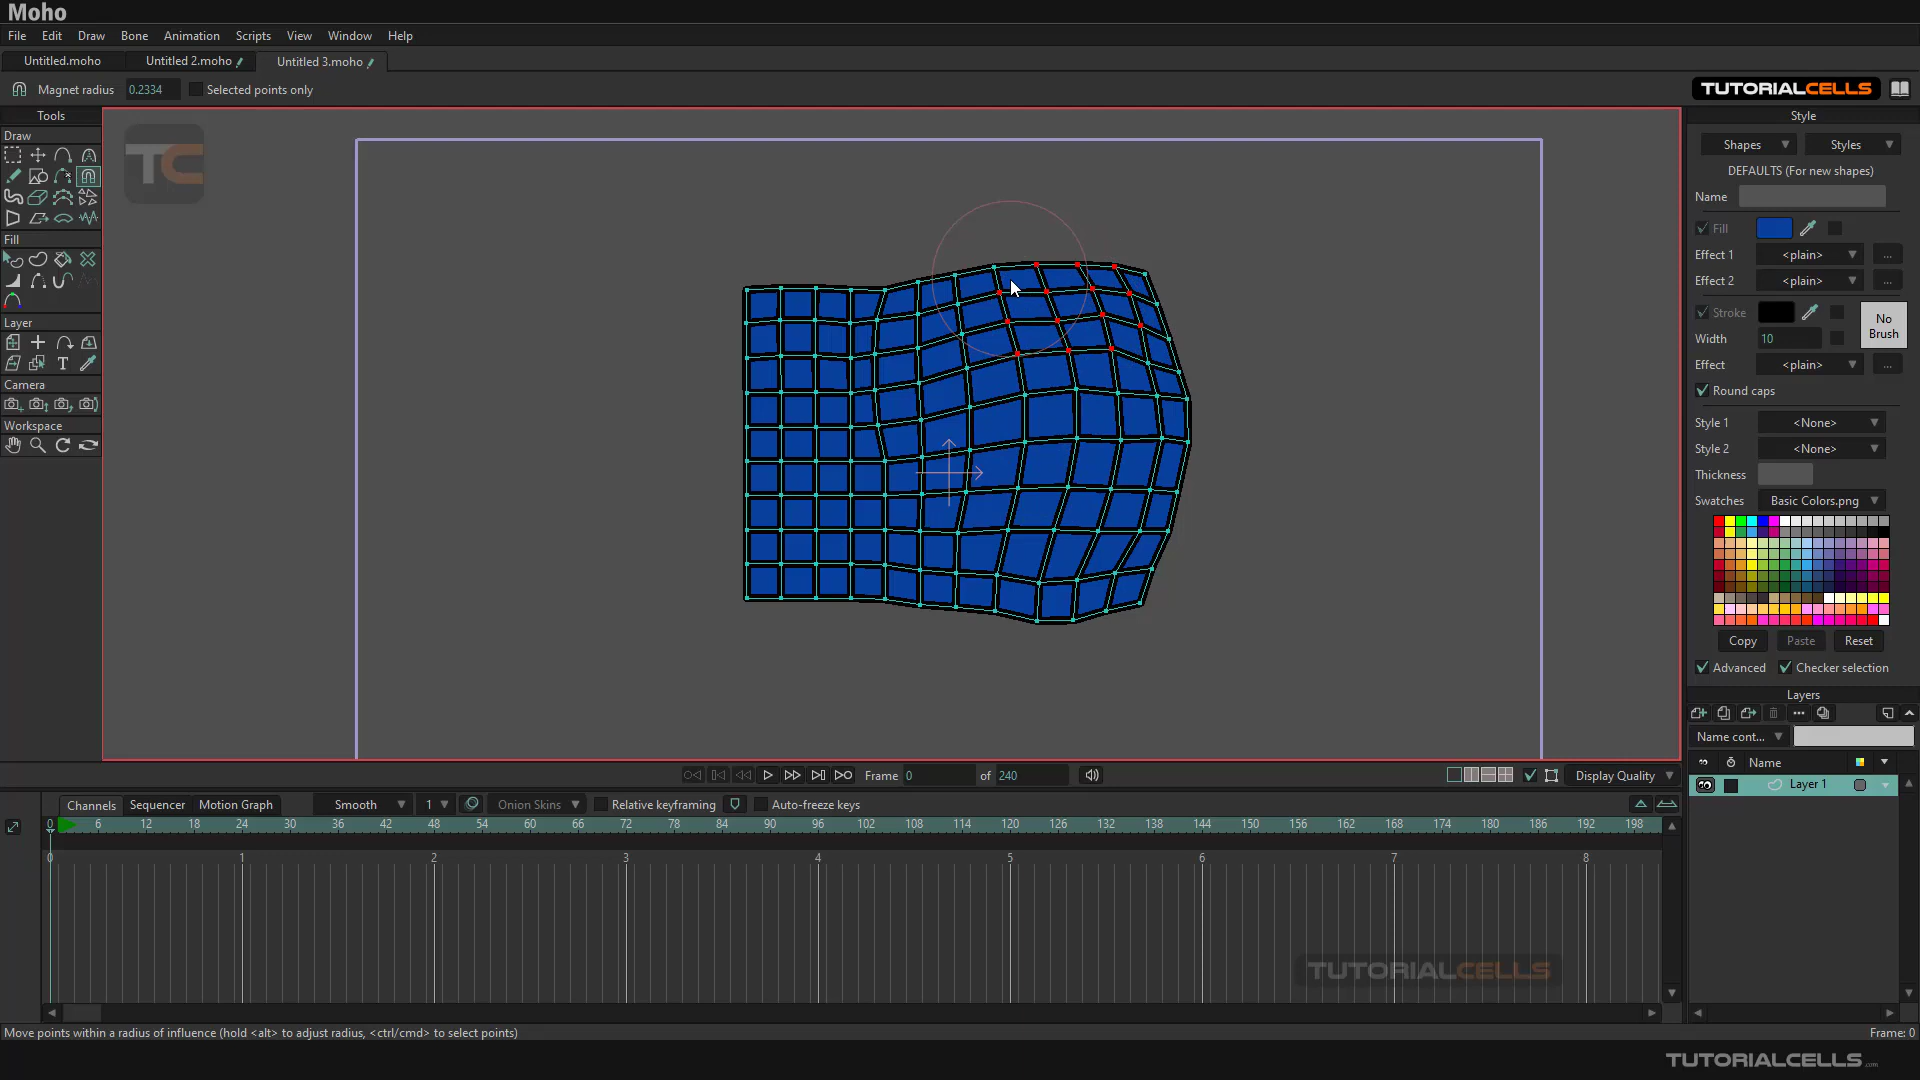 Moho
File Edit Draw Bone Animation Scripts View Window Help
Untitled.moho Untitled 2.moho Untitled 3.moho
Magnet radius 0.2334 Selected points only
TUTORIALCELLS
Tools
Draw
Fill
Layer
Camera
Workspace
TC
Style
Shapes Styles
DEFAULTS (For new shapes)
Name
Fill
Effect 1 <plain> ...
Effect 2 <plain> ...
Stroke
No Brush
Width 10
Effect <plain> ...
Round caps
Style 1 <None>
Style 2 <None>
Thickness
Swatches Basic Colors.png
Copy Paste Reset
Advanced Checker selection
Layers
Name cont...
Name
Layer 1
Frame 0 of 240
Display Quality
Channels Sequencer Motion Graph Smooth 1 Onion Skins Relative keyframing Auto-freeze keys
0 6 12 18 24 30 36 42 48 54 60 66 72 78 84 90 96 102 108 114 120 126 132 138 144 150 156 162 168 174 180 186 192 198
0 1 2 3 4 5 6 7 8
TUTORIALCELLS
Move points within a radius of influence (hold <alt> to adjust radius, <ctrl/cmd> to select points)
Frame: 0
TUTORIALCELLS.com